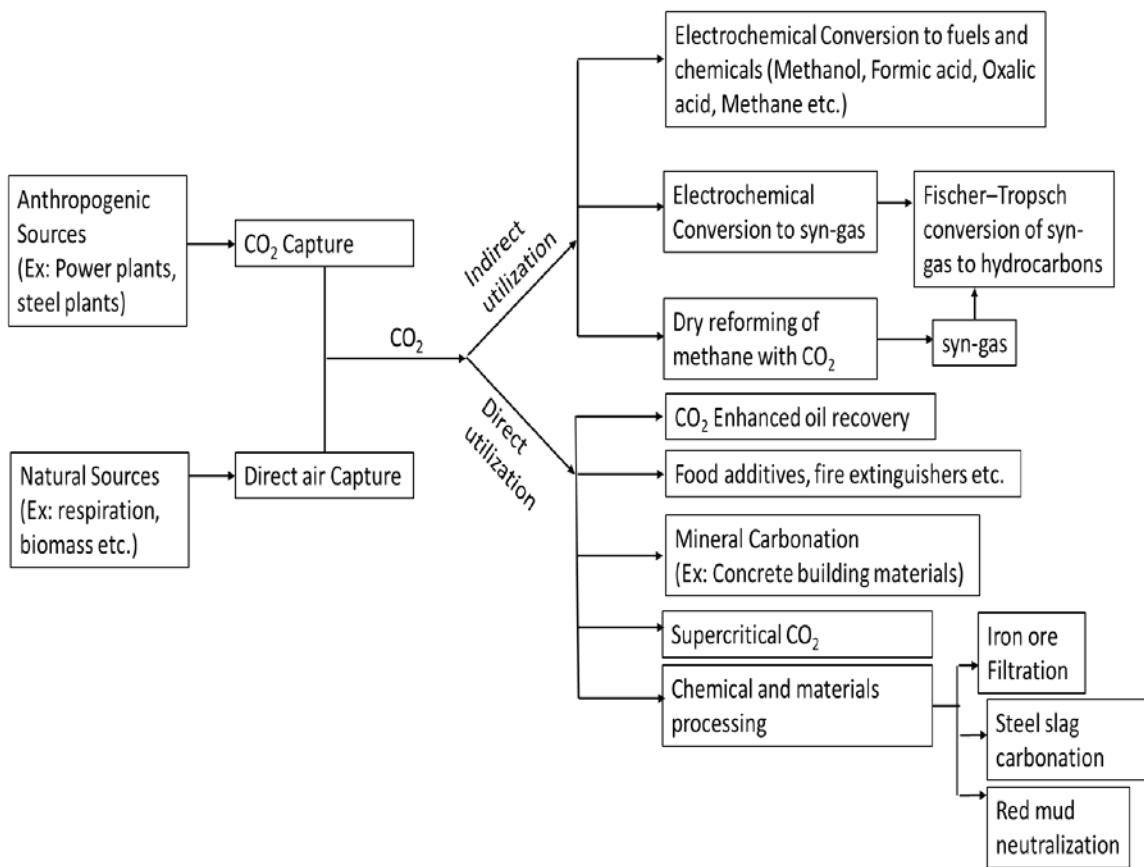 Anthropogenic
Sources
(Ex: Power plants,
steel plants)
CO₂ Capture
Natural Sources
(Ex: respiration,
biomass etc.)
Direct air Capture
CO₂
Indirect
utilization
Electrochemical Conversion to fuels and
chemicals (Methanol, Formic acid, Oxalic
acid, Methane etc.)
Electrochemical
Conversion to syn-gas
Fischer–Tropsch
conversion of syn-
gas to hydrocarbons
Dry reforming of
methane with CO₂
syn-gas
Direct
utilization
CO₂ Enhanced oil recovery
Food additives, fire extinguishers etc.
Mineral Carbonation
(Ex: Concrete building materials)
Supercritical CO₂
Chemical and materials
processing
Iron ore
Filtration
Steel slag
carbonation
Red mud
neutralization